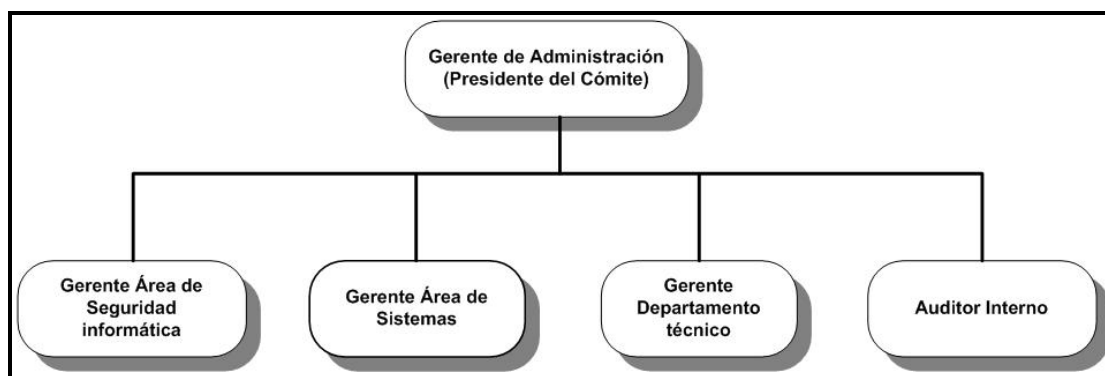 Gerente de Administración
(Presidente del Cómite)
Gerente Área de
Seguridad
informática
Gerente Área de
Sistemas
Gerente
Departamento
técnico
Auditor Interno